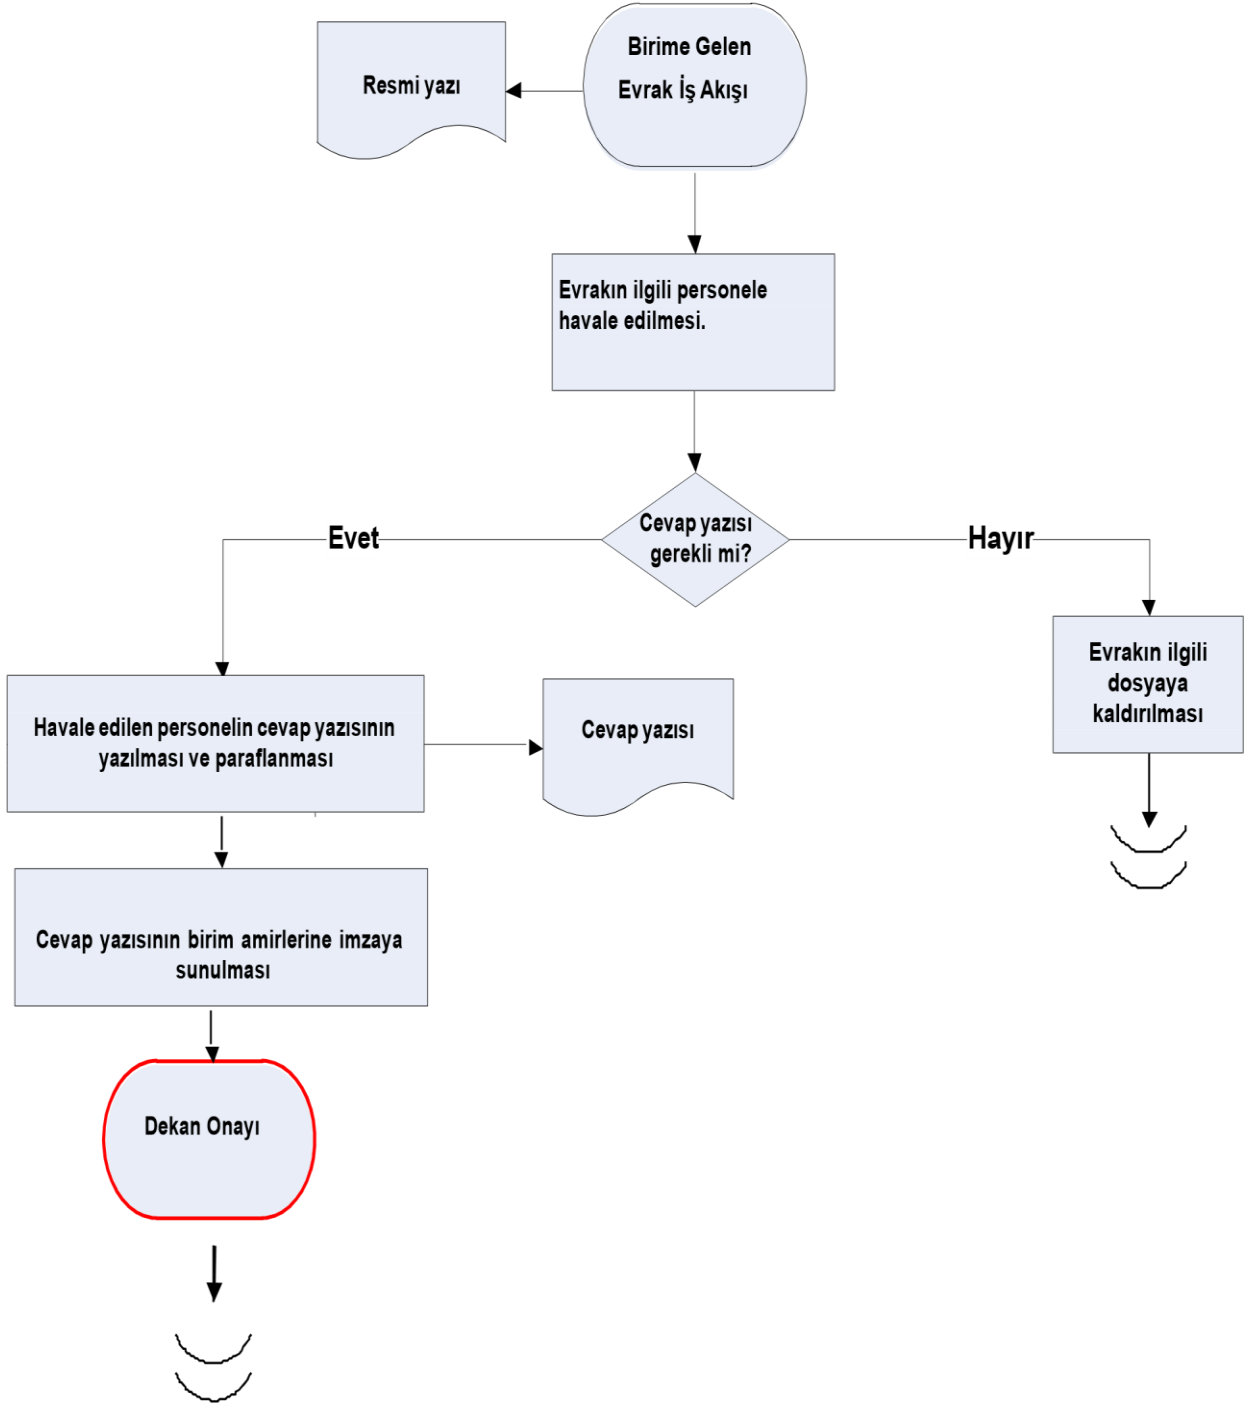 Birime Gelen
Evrak İş Akışı
Resmi yazı
Evrakın ilgili personele
havale edilmesi.
Cevap yazısı
gerekli mi?
Evet
Hayır
Evrakın ilgili
dosyaya
kaldırılması
Havale edilen personelin cevap yazısının
yazılması ve paraflanması
Cevap yazısı
Cevap yazısının birim amirlerine imzaya
sunulması
Dekan Onayı